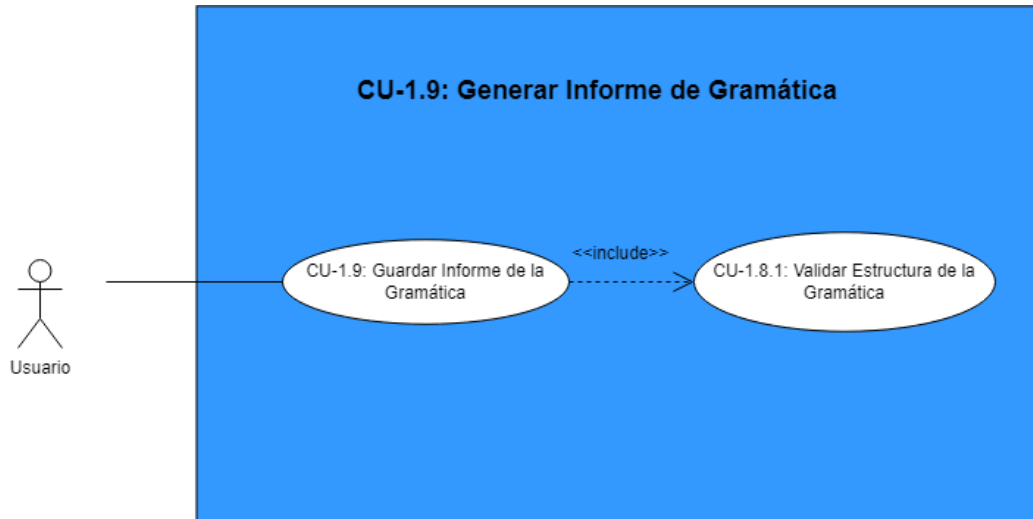 CU-1.9: Generar Informe de Gramática
CU-1.9: Guardar Informe de la
Gramática
<<include>>
CU-1.8.1: Validar Estructura de la
Gramática
Usuario